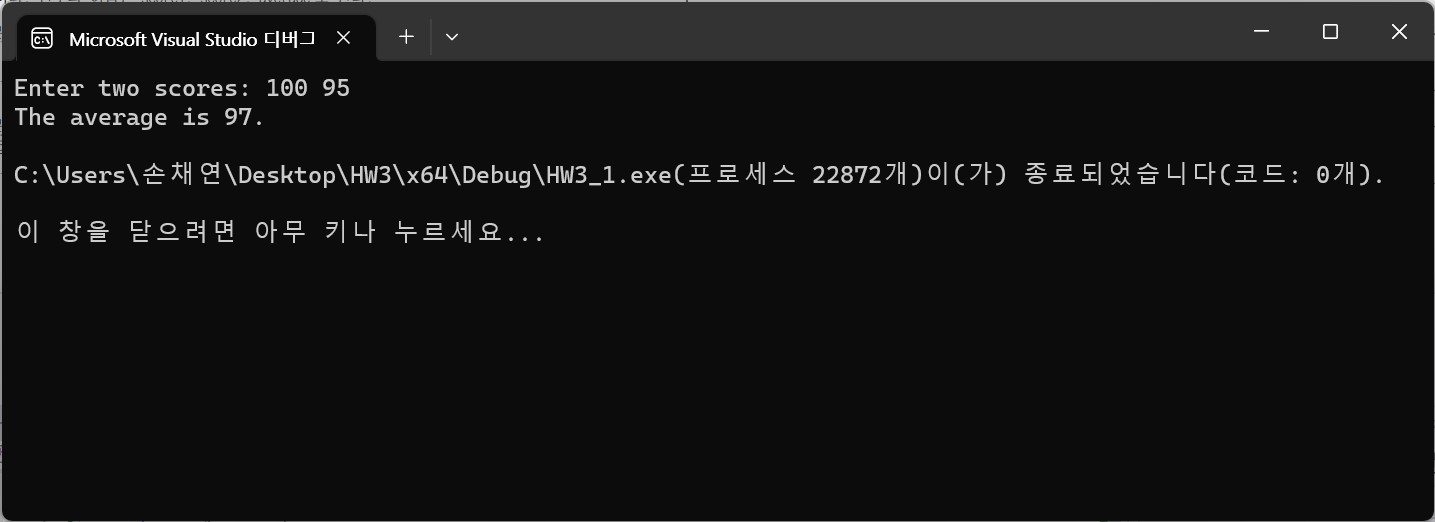 Microsoft Visual Studio 디버그
Enter two scores: 100 95
The average is 97.
C:\Users\손채연\Desktop\HW3\x64\Debug\HW3_1.exe(프로세스 22872개)이(가) 종료되었습니다(코드: 0개).
이 창을 닫으려면 아무 키나 누르세요...